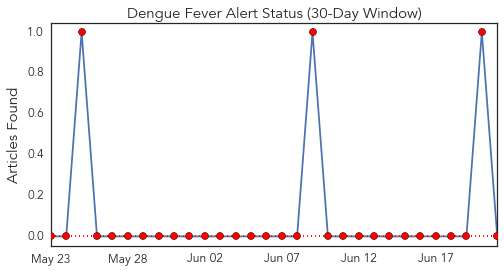 Dengue Fever Alert Status (30-Day Window)
Articles Found
1.0
0.8
0.6
0.4
0.2
0.0
May 23
May 28
Jun 02
Jun 07
Jun 12
Jun 17